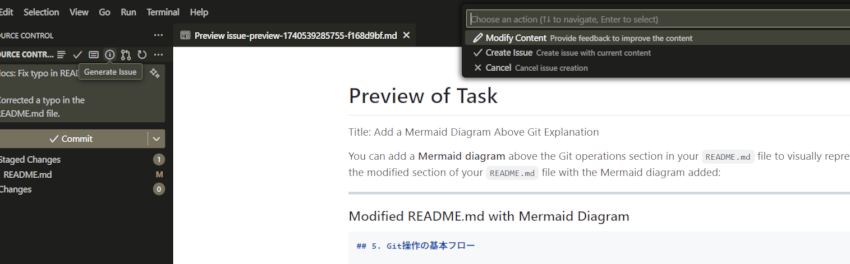 Edit Selection View Go Run Terminal Help
SOURCE CONTROL
SOURCE CONTR...
Generate Issue
docs: Fix typo in READ
Corrected a typo in the
README.md file.
Commit
Staged Changes 1
README.md M
Changes 0
Preview issue-preview-1740539285755-f168d9bf.md
Choose an action (↑↓ to navigate, Enter to select)
Modify Content Provide feedback to improve the content
Create Issue Create issue with current content
Cancel Cancel issue creation
Preview of Task
Title: Add a Mermaid Diagram Above Git Explanation
You can add a Mermaid diagram above the Git operations section in your README.md file to visually repre
the modified section of your README.md file with the Mermaid diagram added:
Modified README.md with Mermaid Diagram
## 5. Git操作の基本フロー